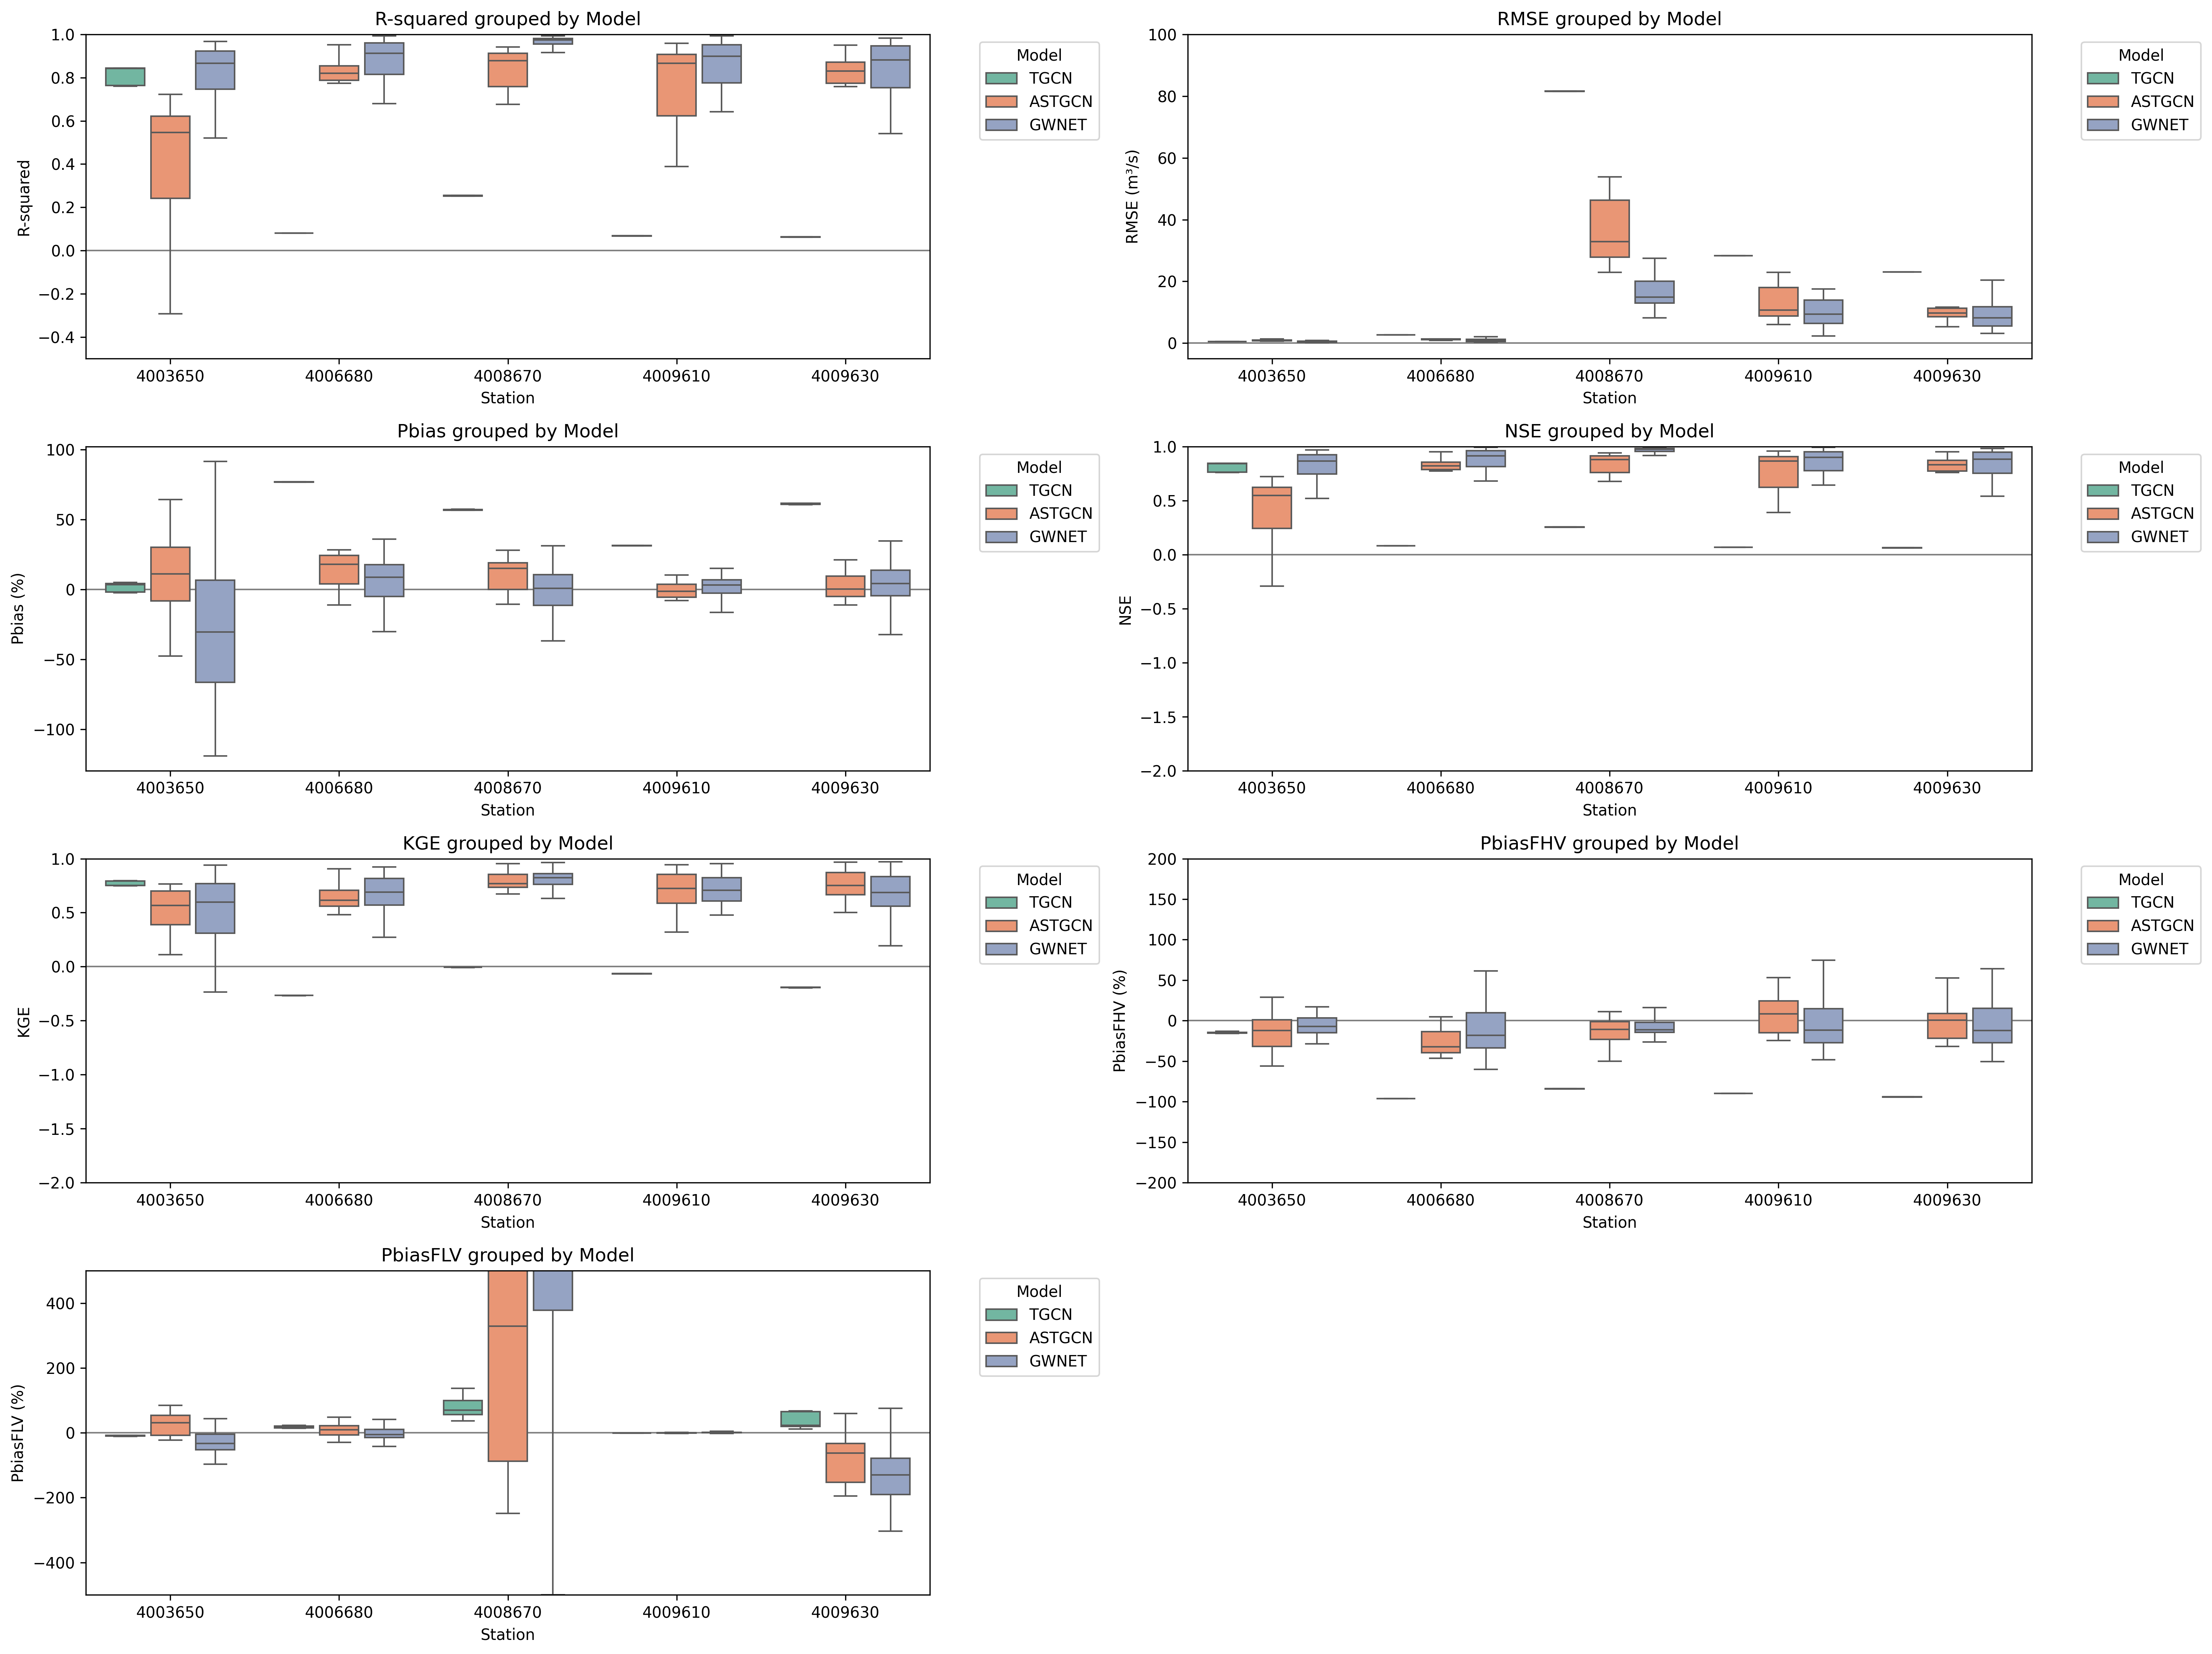 R-squared grouped by Model
R-squared
1.0
0.8
0.6
0.4
0.2
0.0
−0.2
−0.4
4003650 4006680 4008670 4009610 4009630
Station
Model
TGCN
ASTGCN
GWNET
RMSE grouped by Model
RMSE (m³/s)
100
80
60
40
20
0
4003650 4006680 4008670 4009610 4009630
Station
Model
TGCN
ASTGCN
GWNET
Pbias grouped by Model
Pbias (%)
100
50
0
−50
−100
4003650 4006680 4008670 4009610 4009630
Station
Model
TGCN
ASTGCN
GWNET
NSE grouped by Model
NSE
1.0
0.5
0.0
−0.5
−1.0
−1.5
−2.0
4003650 4006680 4008670 4009610 4009630
Station
Model
TGCN
ASTGCN
GWNET
KGE grouped by Model
KGE
1.0
0.5
0.0
−0.5
−1.0
−1.5
−2.0
4003650 4006680 4008670 4009610 4009630
Station
Model
TGCN
ASTGCN
GWNET
PbiasFHV grouped by Model
PbiasFHV (%)
200
150
100
50
0
−50
−100
−150
−200
4003650 4006680 4008670 4009610 4009630
Station
Model
TGCN
ASTGCN
GWNET
PbiasFLV grouped by Model
PbiasFLV (%)
400
200
0
−200
−400
4003650 4006680 4008670 4009610 4009630
Station
Model
TGCN
ASTGCN
GWNET